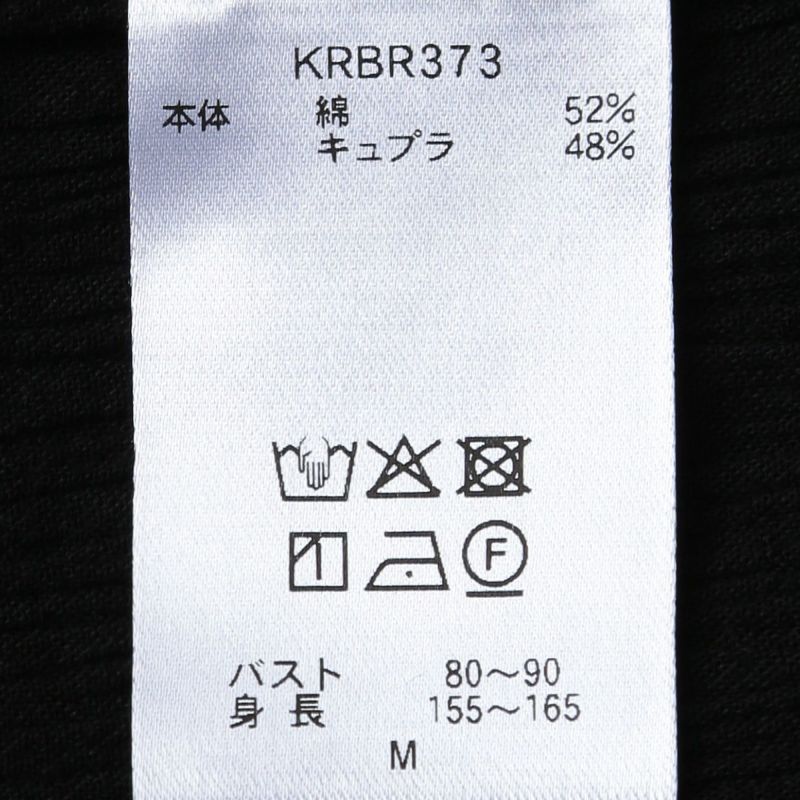 KRBR373
本体 綿 52%
キュプラ 48%
F
バスト 80〜90
身長 155〜165
M